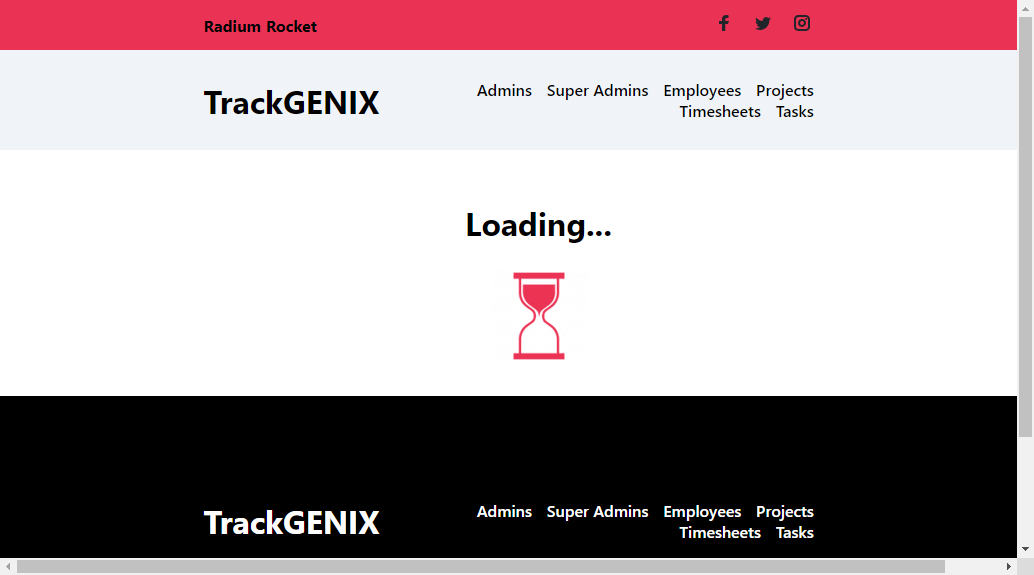 Radium Rocket
TrackGENIX
Admins Super Admins Employees Projects
Timesheets Tasks
Loading...
TrackGENIX
Admins Super Admins Employees Projects
Timesheets Tasks